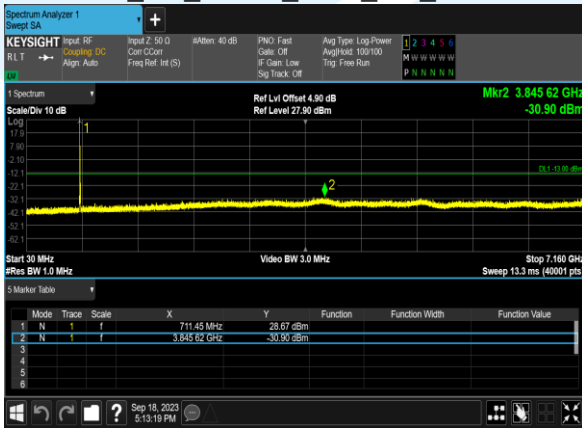 Spectrum Analyzer 1
Swept SA
+
KEYSIGHT Input: RF Input Z: 50 Ω #Atten: 40 dB PNO: Fast Avg Type: Log-Power 1 2 3 4 5 6
RLT Coupling: DC Corr CCorr Gate: Off Avg|Hold: 100/100 M W W W W W
Align: Auto Freq Ref: Int (S) IF Gain: Low Trig: Free Run
Sig Track: Off P N N N N N
1 Spectrum Ref Lvl Offset 4.90 dB Mkr2 3.845 62 GHz
Scale/Div 10 dB Ref Level 27.90 dBm -30.90 dBm
Log
17.9
7.90
-2.10
-12.1
-22.1
-32.1
-42.1
-52.1
-62.1
1
DL1 -13.00 dBm
2
Start 30 MHz Video BW 3.0 MHz Stop 7.160 GHz
#Res BW 1.0 MHz Sweep 13.3 ms (40001 pts
5 Marker Table
Mode Trace Scale X Y Function Function Width Function Value
1 N 1 f 711.45 MHz 28.67 dBm
2 N 1 f 3.845 62 GHz -30.90 dBm
3
4
5
6
? Sep 18, 2023
5:13:19 PM